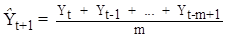 Ŷt+1 = Yt + Yt-1 + ... + Yt-m+1
m